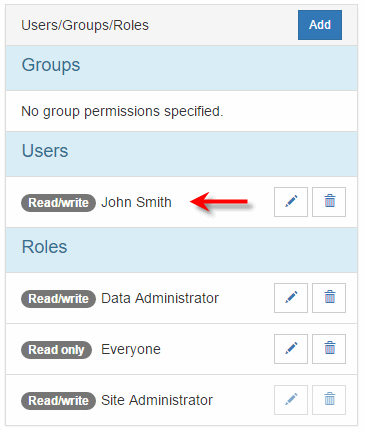 Users/Groups/Roles Add
Groups
No group permissions specified.
Users
Read/write John Smith
Roles
Read/write Data Administrator
Read only Everyone
Read/write Site Administrator